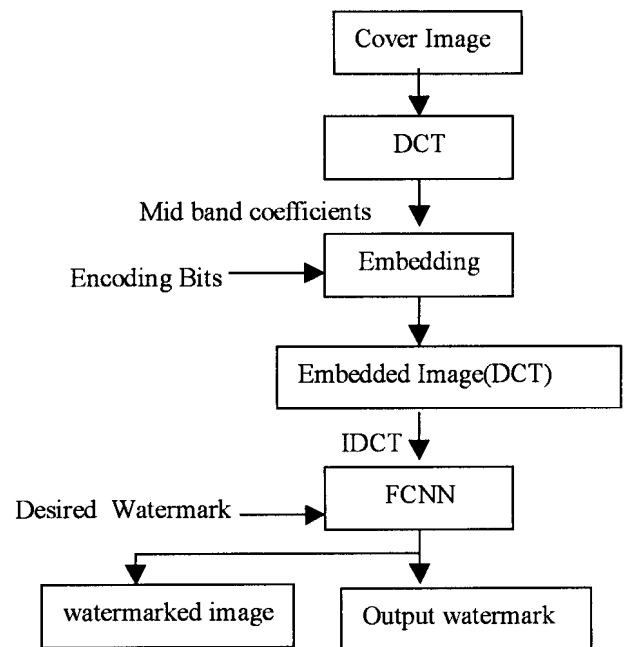 Cover Image
DCT
Mid band coefficients
Embedding
Encoding Bits
Embedded Image(DCT)
IDCT
FCNN
Desired Watermark
watermarked image
Output watermark